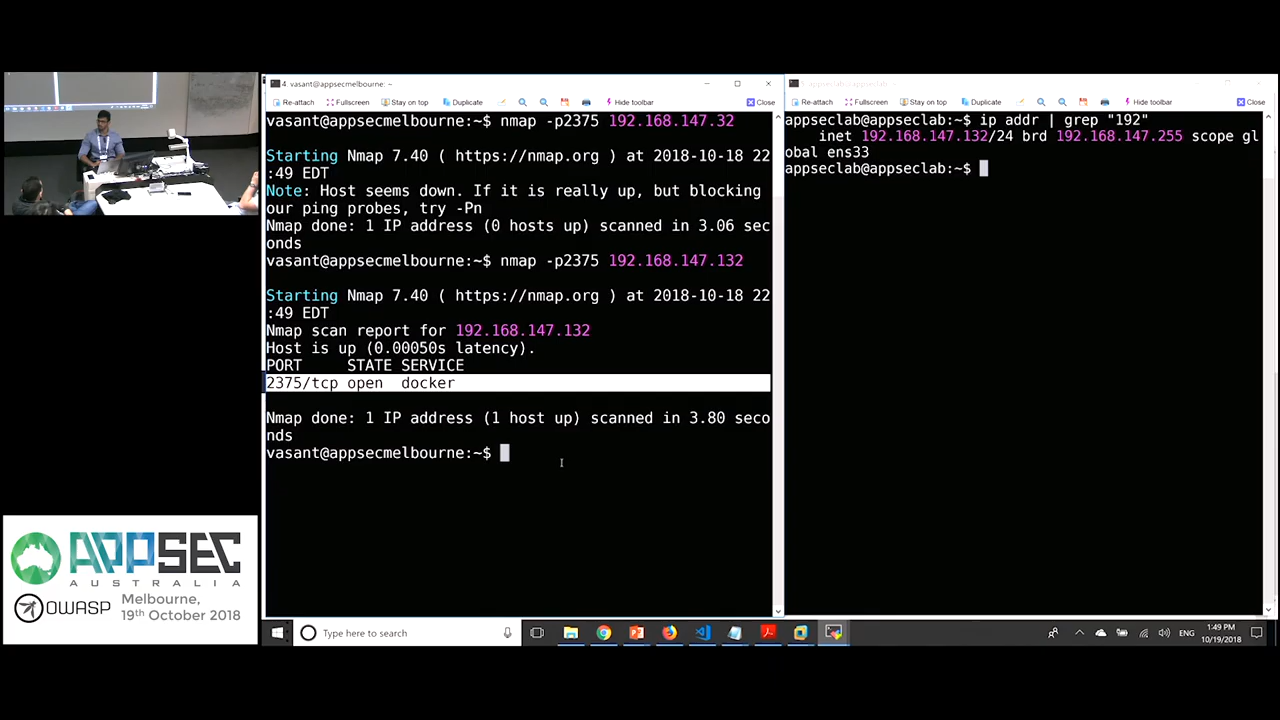 4. vasant@appsecmelbourne: ~
Re-attach Fullscreen Stay on top Duplicate Hide toolbar Close
vasant@appsecmelbourne:~$ nmap -p2375 192.168.147.32
Starting Nmap 7.40 ( https://nmap.org ) at 2018-10-18 22
:49 EDT
Note: Host seems down. If it is really up, but blocking
our ping probes, try -Pn
Nmap done: 1 IP address (0 hosts up) scanned in 3.06 sec
onds
vasant@appsecmelbourne:~$ nmap -p2375 192.168.147.132
Starting Nmap 7.40 ( https://nmap.org ) at 2018-10-18 22
:49 EDT
Nmap scan report for 192.168.147.132
Host is up (0.00050s latency).
PORT STATE SERVICE
2375/tcp open docker
Nmap done: 1 IP address (1 host up) scanned in 3.80 seco
nds
vasant@appsecmelbourne:~$
appseclab@appseclab: ~
Re-attach Fullscreen Stay on top Duplicate Hide toolbar Close
appseclab@appseclab:~$ ip addr | grep "192"
inet 192.168.147.132/24 brd 192.168.147.255 scope gl
obal ens33
appseclab@appseclab:~$
APPSEC
AUSTRALIA
OWASP
Melbourne,
19th October 2018
Type here to search
ENG
1:49 PM
10/19/2018